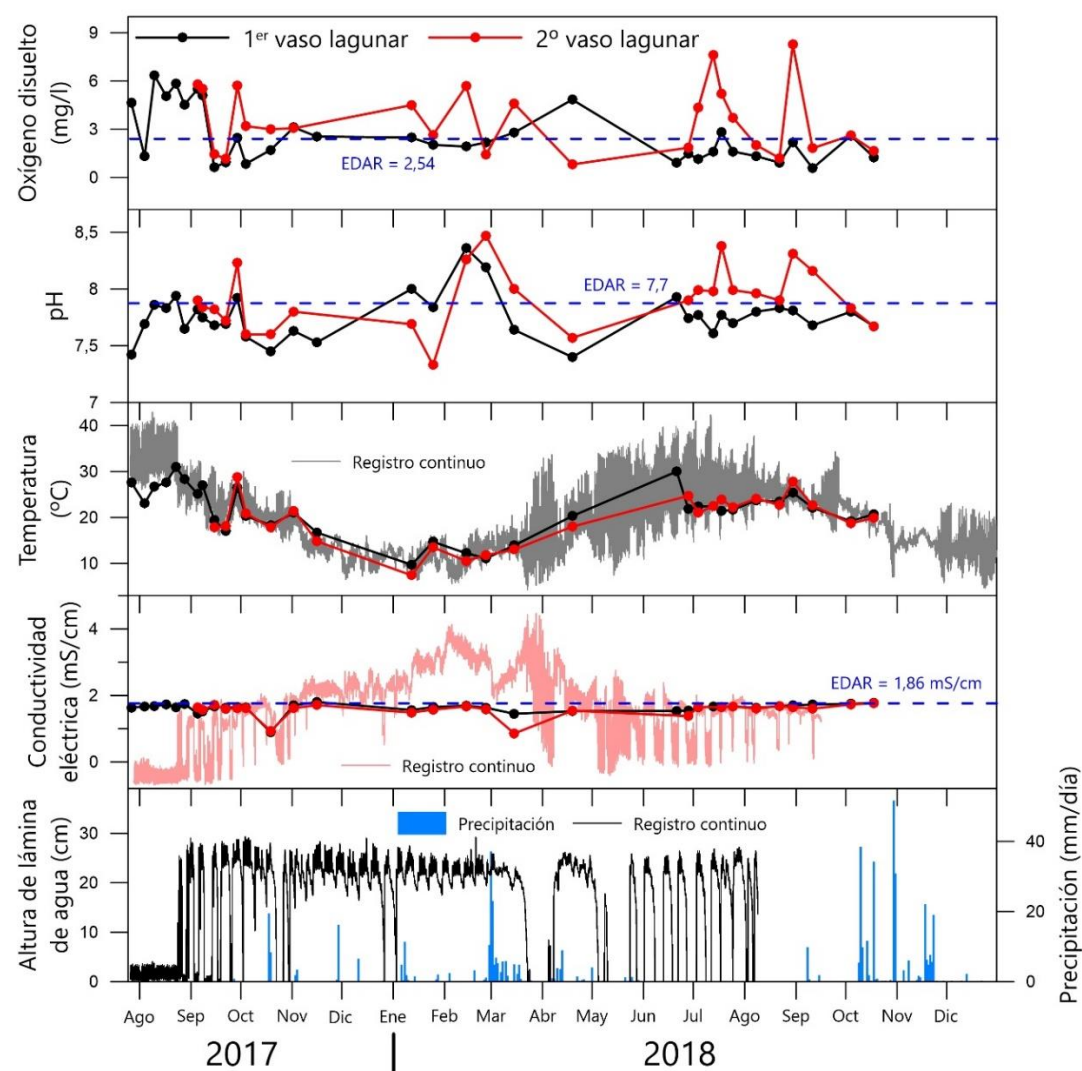 Oxígeno disuelto
(mg/l)
9
6
3
0
1er vaso lagunar
2º vaso lagunar
EDAR = 2,54
pH
8,5
8
7,5
7
EDAR = 7,7
Temperatura
(ºC)
40
30
20
10
Registro continuo
Conductividad
eléctrica (mS/cm)
4
2
0
EDAR = 1,86 mS/cm
Registro continuo
Altura de lámina
de agua (cm)
30
20
10
0
Precipitación
Registro continuo
40
20
0
Precipitación (mm/día)
Ago Sep Oct Nov Dic Ene Feb Mar Abr May Jun Jul Ago Sep Oct Nov Dic
2017 2018